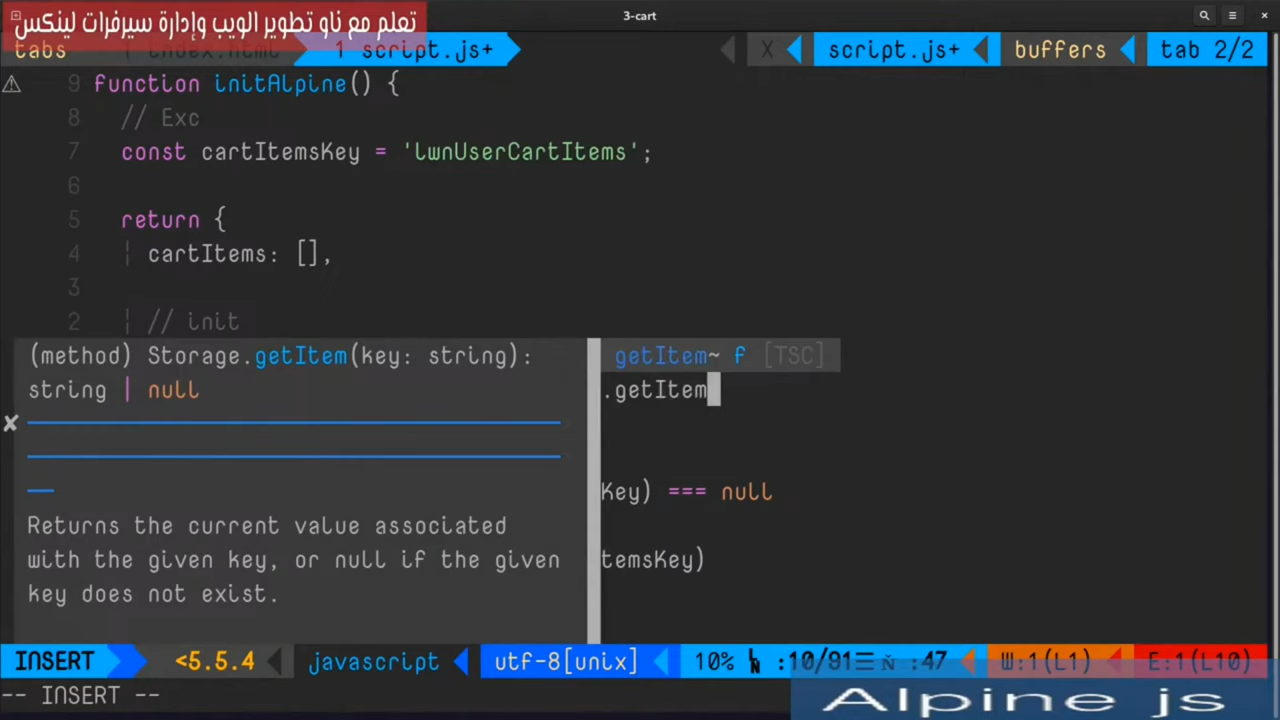 3-cart
تعلم مع ناو تطوير الويب وإدارة سيرفرات لينكس
tabs index.html 1 script.js+ X script.js+ buffers tab 2/2
9 function initAlpine() {
8 // Exc
7 const cartItemsKey = 'lwnUserCartItems';
6
5 return {
4 cartItems: [],
3
2 // init
(method) Storage.getItem(key: string): getItem~ f [TSC]
string | null .getItem
Key) === null
Returns the current value associated
with the given key, or null if the given temsKey)
key does not exist.
INSERT <5.5.4 javascript utf-8[unix] 10% :10/91☰ :47 W:1(L1) E:1(L10)
-- INSERT --
Alpine js